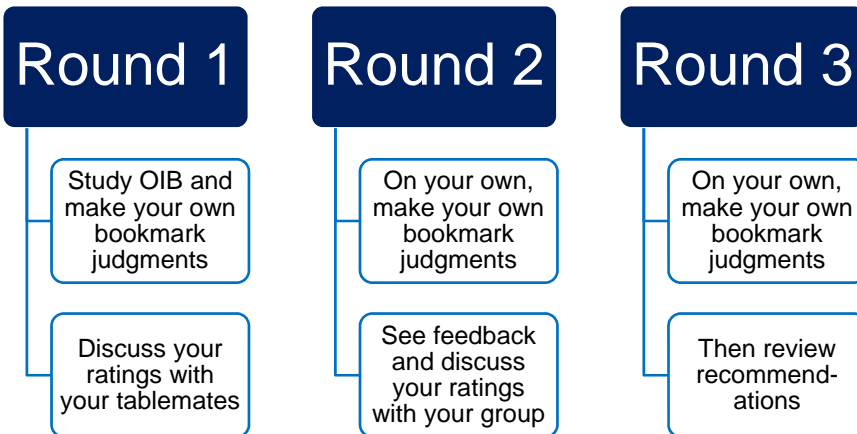 Round 1
Study OIB and
make your own
bookmark
judgments
Discuss your
ratings with
your tablemates
Round 2
On your own,
make your own
bookmark
judgments
See feedback
and discuss
your ratings
with your group
Round 3
On your own,
make your own
bookmark
judgments
Then review
recommend-
ations